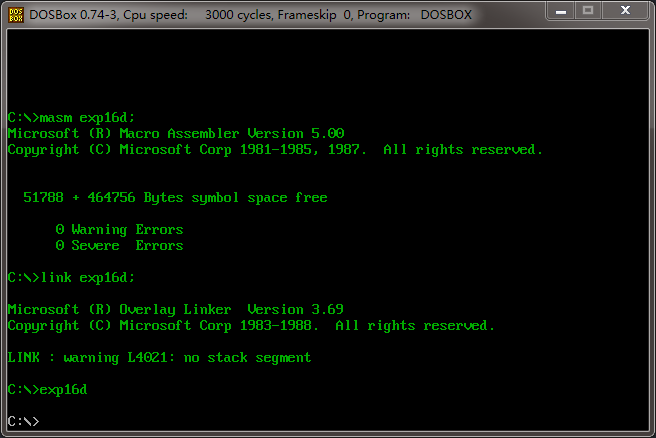 DOS
BOX
DOSBox 0.74-3, Cpu speed: 3000 cycles, Frameskip 0, Program: DOSBOX
C:\>masm exp16d;
Microsoft (R) Macro Assembler Version 5.00
Copyright (C) Microsoft Corp 1981-1985, 1987.  All rights reserved.
51788 + 464756 Bytes symbol space free
0 Warning Errors
0 Severe  Errors
C:\>link exp16d;
Microsoft (R) Overlay Linker  Version 3.69
Copyright (C) Microsoft Corp 1983-1988.  All rights reserved.
LINK : warning L4021: no stack segment
C:\>exp16d
C:\>